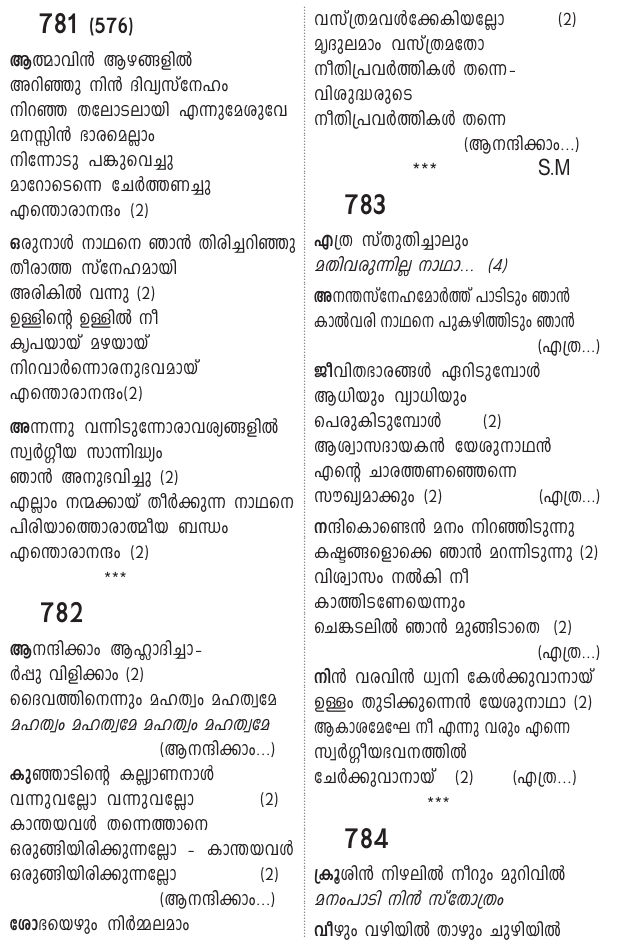 781 (576)
ആത്മാവിൻ ആഴങ്ങളിൽ
അറിഞ്ഞു നിൻ ദിവ്യസ്നേഹം
നിറഞ്ഞ തലോടലായി എന്നുമേശുവേ
മനസ്സിൻ ഭാരമെല്ലാം
നിന്നോടു പങ്കുവെച്ചു
മാറോടെന്നെ ചേർത്തണച്ചു
എന്തൊരാനന്ദം (2)
ഒരുനാൾ നാഥനെ ഞാൻ തിരിച്ചറിഞ്ഞു
തീരാത്ത സ്നേഹമായി
അരികിൽ വന്നു (2)
ഉള്ളിന്റെ ഉള്ളിൽ നീ
കൃപയായ് മഴയായ്
നിറവാർന്നൊരനുഭവമായ്
എന്തൊരാനന്ദം(2)
അന്നന്നു വന്നിടുന്നോരാവശ്യങ്ങളിൽ
സ്വർഗ്ഗീയ സാന്നിദ്ധ്യം
ഞാൻ അനുഭവിച്ചു (2)
എല്ലാം നന്മക്കായ് തീർക്കുന്ന നാഥനെ
പിരിയാത്തൊരാത്മീയ ബന്ധം
എന്തൊരാനന്ദം (2)
***
782
ആനന്ദിക്കാം ആഹ്ലാദിച്ചാ-
ർപ്പു വിളിക്കാം (2)
ദൈവത്തിനെന്നും മഹത്വം മഹത്വമേ
മഹത്വം മഹത്വമേ മഹത്വം മഹത്വമേ
(ആനന്ദിക്കാം...)
കുഞ്ഞാടിന്റെ കല്ല്യാണനാൾ
വന്നുവല്ലോ വന്നുവല്ലോ (2)
കാന്തയവൾ തന്നെത്താനെ
ഒരുങ്ങിയിരിക്കുന്നല്ലോ - കാന്തയവൾ
ഒരുങ്ങിയിരിക്കുന്നല്ലോ (2)
(ആനന്ദിക്കാം...)
ശോഭയെഴും നിർമ്മലമാം
വസ്ത്രമവൾക്കേകിയല്ലോ (2)
മൃദുലമാം വസ്ത്രമതോ
നീതിപ്രവർത്തികൾ തന്നെ-
വിശുദ്ധരുടെ
നീതിപ്രവർത്തികൾ തന്നെ
(ആനന്ദിക്കാം...)
*** S.M
783
എത്ര സ്തുതിച്ചാലും
മതിവരുന്നില്ല നാഥാ... (4)
അനന്തസ്നേഹമോർത്ത് പാടിടും ഞാൻ
കാൽവരി നാഥനെ പുകഴ്ത്തിടും ഞാൻ
(എത്ര...)
ജീവിതഭാരങ്ങൾ ഏറിടുമ്പോൾ
ആധിയും വ്യാധിയും
പെരുകിടുമ്പോൾ (2)
ആശ്വാസദായകൻ യേശുനാഥൻ
എന്റെ ചാരത്തണഞ്ഞെന്നെ
സൗഖ്യമാക്കും (2) (എത്ര...)
നന്ദികൊണ്ടെൻ മനം നിറഞ്ഞിടുന്നു
കഷ്ടങ്ങളൊക്കെ ഞാൻ മറന്നിടുന്നു (2)
വിശ്വാസം നൽകി നീ
കാത്തിടണേയെന്നും
ചെങ്കടലിൽ ഞാൻ മുങ്ങിടാതെ (2)
(എത്ര...)
നിൻ വരവിൻ ധ്വനി കേൾക്കുവാനായ്
ഉള്ളം തുടിക്കുന്നെൻ യേശുനാഥാ (2)
ആകാശമേഘേ നീ എന്നു വരും എന്നെ
സ്വർഗ്ഗീയഭവനത്തിൽ
ചേർക്കുവാനായ് (2) (എത്ര...)
***
784
ക്രൂശിൻ നിഴലിൽ നീറും മുറിവിൽ
മനംപാടി നിൻ സ്തോത്രം
വീഴും വഴിയിൽ താഴും ചുഴിയിൽ